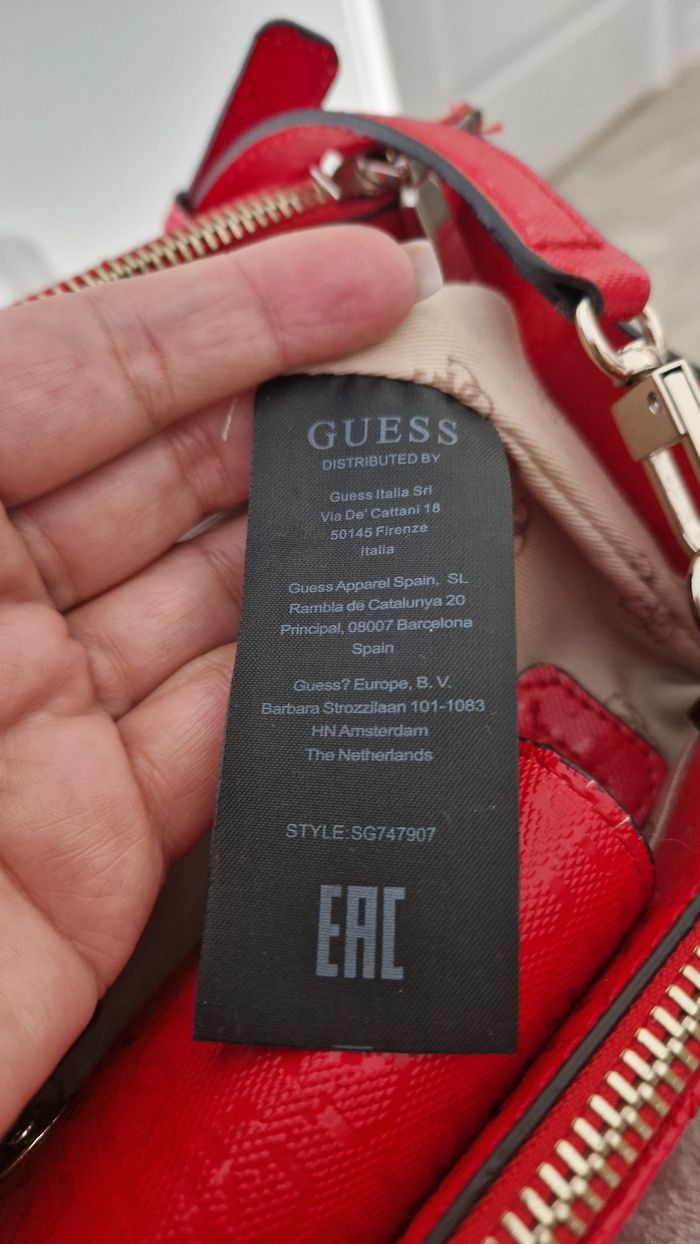 GUESS
DISTRIBUTED BY
Guess Italia Srl
Via De' Cattani 18
50145 Firenze
Italia
Guess Apparel Spain, SL
Rambla de Catalunya 20
Principal, 08007 Barcelona
Spain
Guess? Europe, B. V.
Barbara Strozzilaan 101-1083
HN Amsterdam
The Netherlands
STYLE:SG747907
EAC